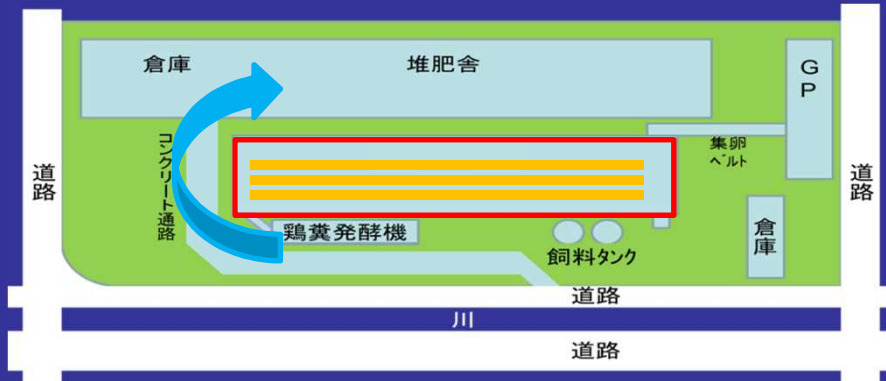 倉庫
堆肥舎
GP
コンクリート通路
集卵
ベルト
道路
道路
鶏糞発酵機
飼料タンク
倉庫
道路
川
道路